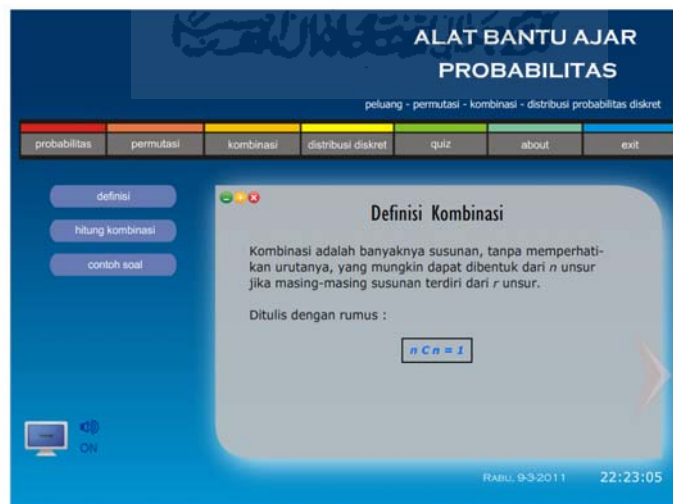 ALAT BANTU AJAR
PROBABILITAS
peluang - permutasi - kombinasi - distribusi probabilitas diskret
probabilitas permutasi kombinasi distribusi diskret quiz about exit
definisi
hitung kombinasi
contoh soal
Definisi Kombinasi
Kombinasi adalah banyaknya susunan, tanpa memperhati-
kan urutanya, yang mungkin dapat dibentuk dari n unsur
jika masing-masing susunan terdiri dari r unsur.
Ditulis dengan rumus :
n C n = 1
ON
RABU, 9-3-2011 22:23:05